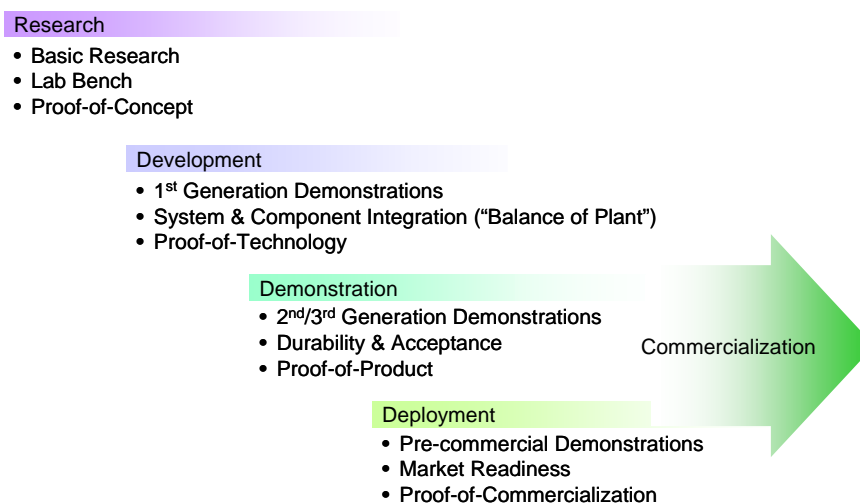 Research
• Basic Research
• Lab Bench
• Proof-of-Concept
Development
• 1st Generation Demonstrations
• System & Component Integration (“Balance of Plant”)
• Proof-of-Technology
Demonstration
• 2nd/3rd Generation Demonstrations
• Durability & Acceptance
• Proof-of-Product
Commercialization
Deployment
• Pre-commercial Demonstrations
• Market Readiness
• Proof-of-Commercialization